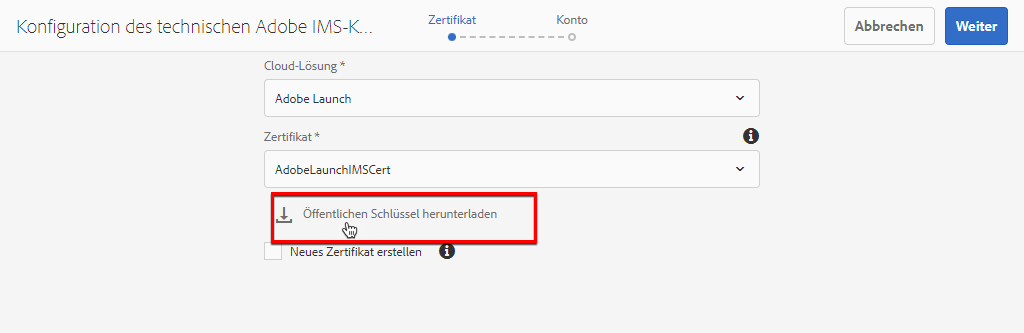 Konfiguration des technischen Adobe IMS-K...
Zertifikat
Konto
Abbrechen
Weiter
Cloud-Lösung *
Adobe Launch
Zertifikat *
AdobeLaunchIMSCert
Öffentlichen Schlüssel herunterladen
Neues Zertifikat erstellen